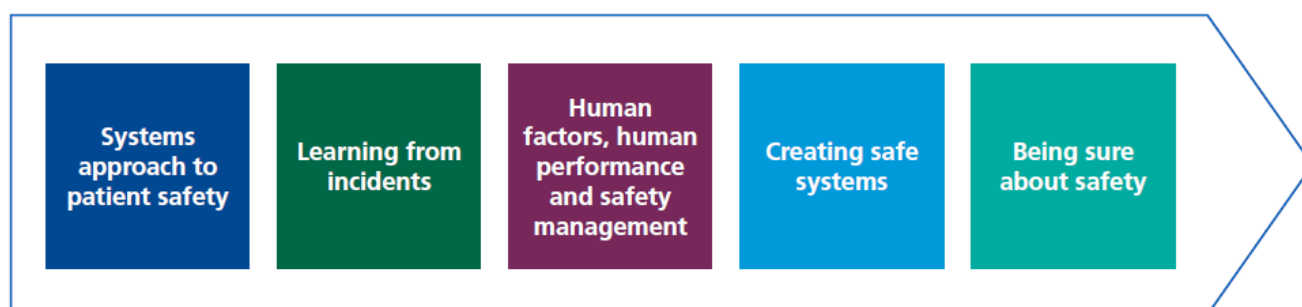 Systems
approach to
patient safety
Learning from
incidents
Human
factors, human
performance
and safety
management
Creating safe
systems
Being sure
about safety